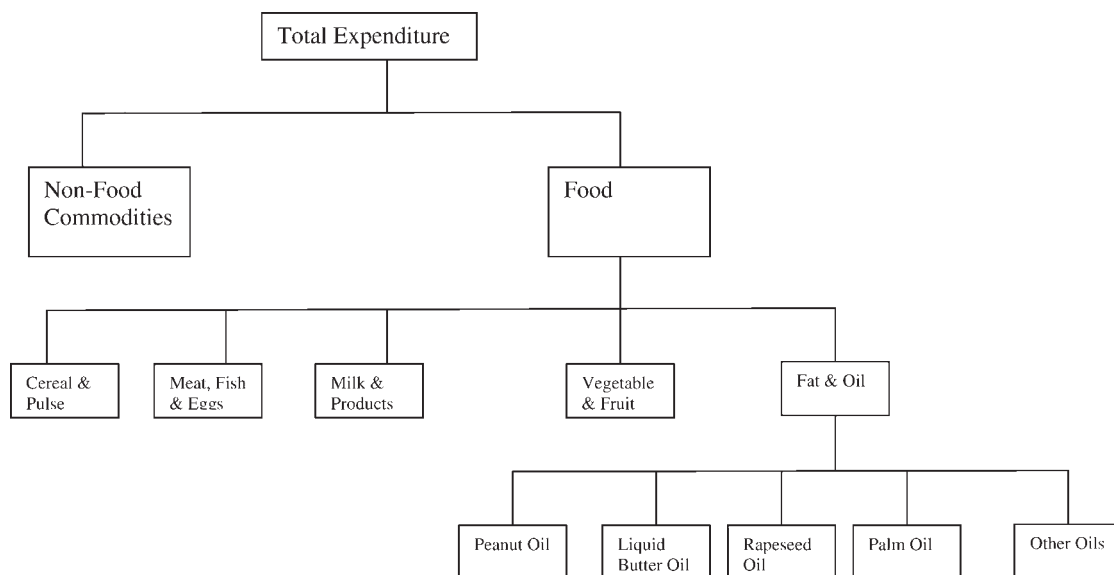 Total Expenditure
Non-Food
Commodities
Food
Cereal &
Pulse
Meat, Fish
& Eggs
Milk &
Products
Vegetable
& Fruit
Fat & Oil
Peanut Oil
Liquid
Butter Oil
Rapeseed
Oil
Palm Oil
Other Oils